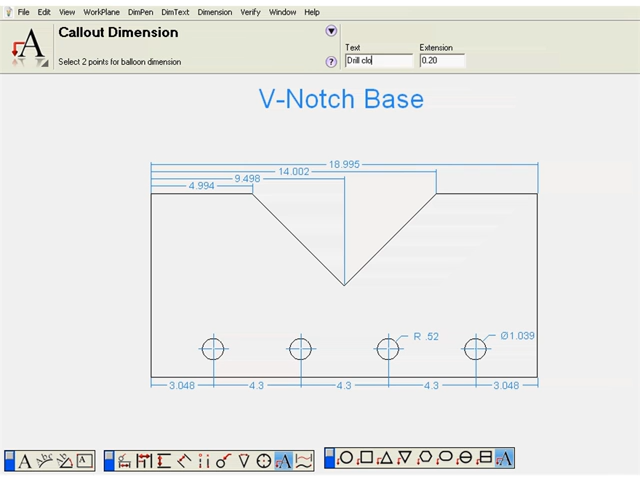 File Edit View WorkPlane DimPen DimText Dimension Verify Window Help
Callout Dimension
Select 2 points for balloon dimension
?
Text Extension
Drill clo 0.20
V-Notch Base
18.995
14.002
9.498
4.994
R .52 Ø1.039
3.048 4.3 4.3 4.3 3.048